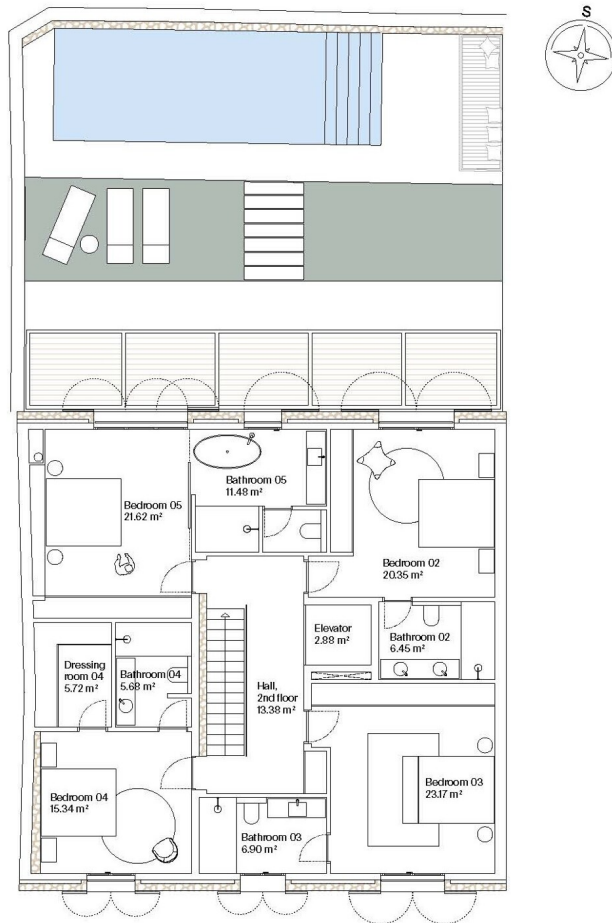 S
Bathroom 05
11.48 m²
Bedroom 05
21.62 m²
Bedroom 02
20.35 m²
Elevator
2.88 m²
Bathroom 02
6.45 m²
Dressing
room 04
5.72 m²
Bathroom 04
5.68 m²
Hall,
2nd floor
13.38 m²
Bedroom 03
23.17 m²
Bedroom 04
15.34 m²
Bathroom 03
6.90 m²